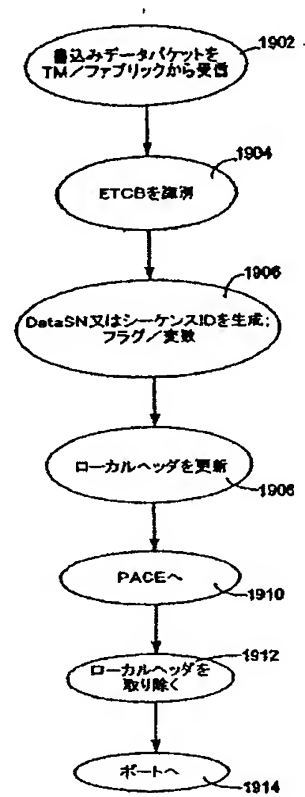 書込みデータパケットを
TM／ファブリックから受信
1902
ETCBを識別
1904
DataSN又はシーケンスIDを生成;
フラグ／変数
1906
ローカルヘッダを更新
1908
PACEへ
1910
ローカルヘッダを
取り除く
1912
ポートへ
1914